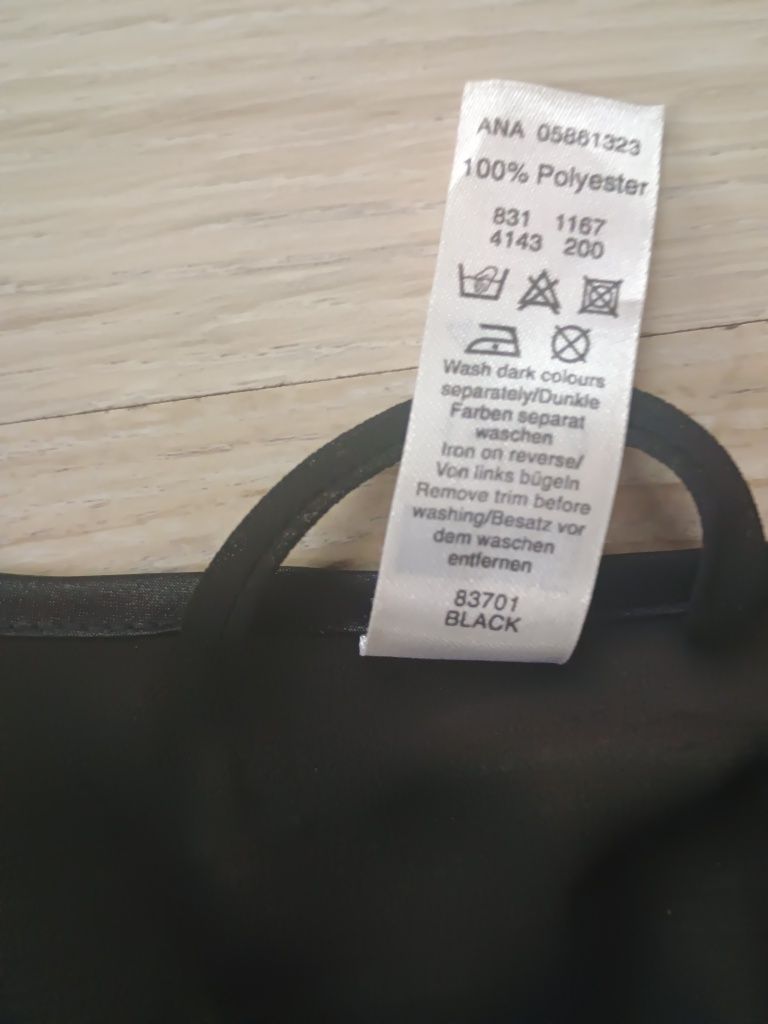 ANA 05861323
100% Polyester
831 1167
4143 200
Wash dark colours
separately/Dunkle
Farben separat
waschen
Iron on reverse/
Von links bügeln
Remove trim before
washing/Besatz vor
dem waschen
entfernen
83701
BLACK